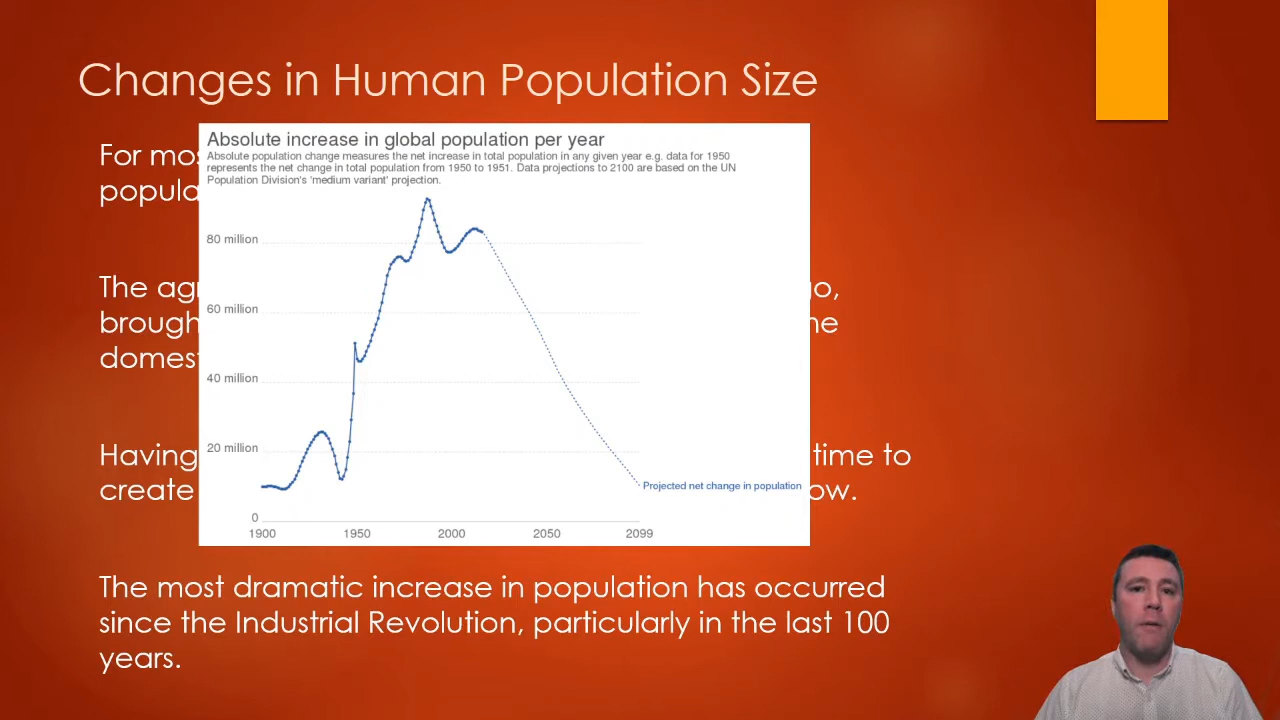 Changes in Human Population Size
For
popula
The
brough
domes
Having
create
Absolute increase in global population per year
Absolute population change measures the net increase in total population in any given year e.g. data for 1950
represents the net change in total population from 1950 to 1951. Data projections to 2100 are based on the UN
Population Division's 'medium variant' projection.
80 million
60 million
40 million
20 million
0
1900 1950 2000 2050 2099
Projected net change in population
time to
The most dramatic increase in population has occurred
since the Industrial Revolution, particularly in the last 100
years.